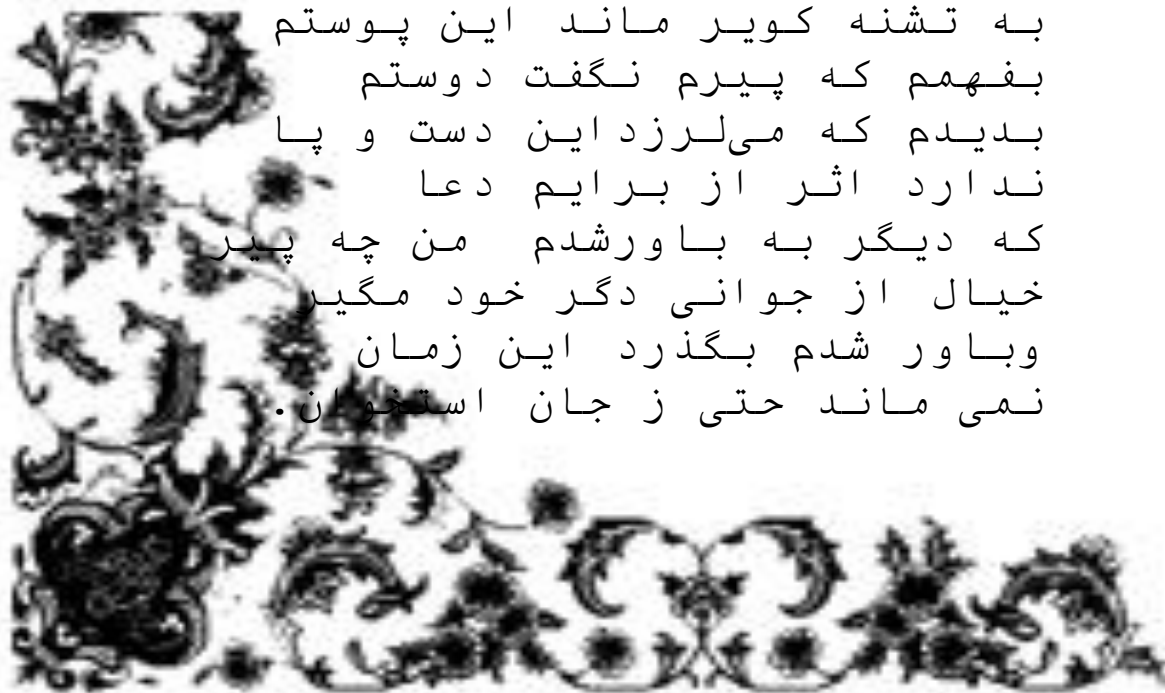 به تشنه کویر ماند این پوستم
بفهمم که پیرم نگفت دوستم
بدیدم که می‌لرزد این دست و پا
ندارد اثر از برایم دعا
که دیگر به باورشدم من چه پیر
خیال از جوانی دگر خود مگیر
وباور شدم بگذرد این زمان
نمی ماند حتی ز جان استخوان.